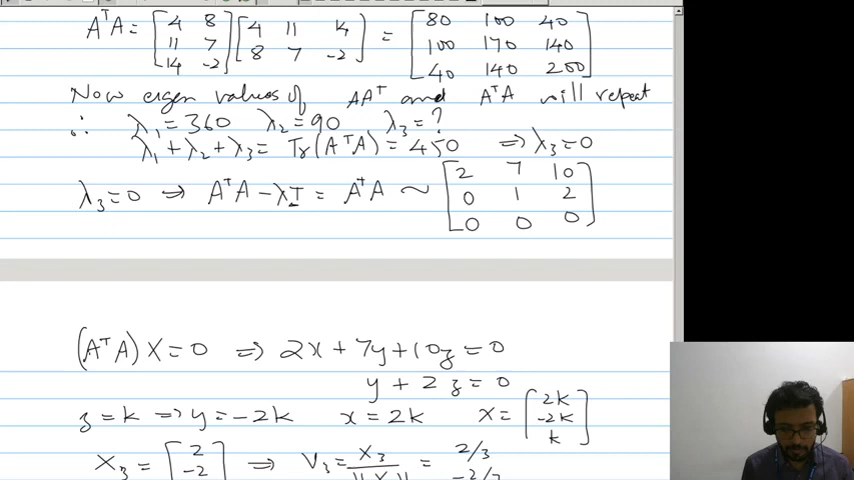 AᵀA = [4 8; 11 7; 14 -2] [4 11 14; 8 7 -2] = [80 100 40; 100 170 140; 40 140 200]
Now eigen values of AAᵀ and AᵀA will repeat
∴ λ₁ = 360 λ₂ = 90 λ₃ = ?
λ₁ + λ₂ + λ₃ = Tr(AᵀA) = 450 ⇒ λ₃ = 0
λ₃ = 0 ⇒ AᵀA - λI = AᵀA ~ [2 7 10; 0 1 2; 0 0 0]
(AᵀA) X = 0 ⇒ 2x + 7y + 10z = 0
y + 2z = 0
z = k ⇒ y = -2k x = 2k X = [2k; -2k; k]
X₃ = [2; -2 ⇒ V₃ = X₃/||X|| = 2/3
-2/3